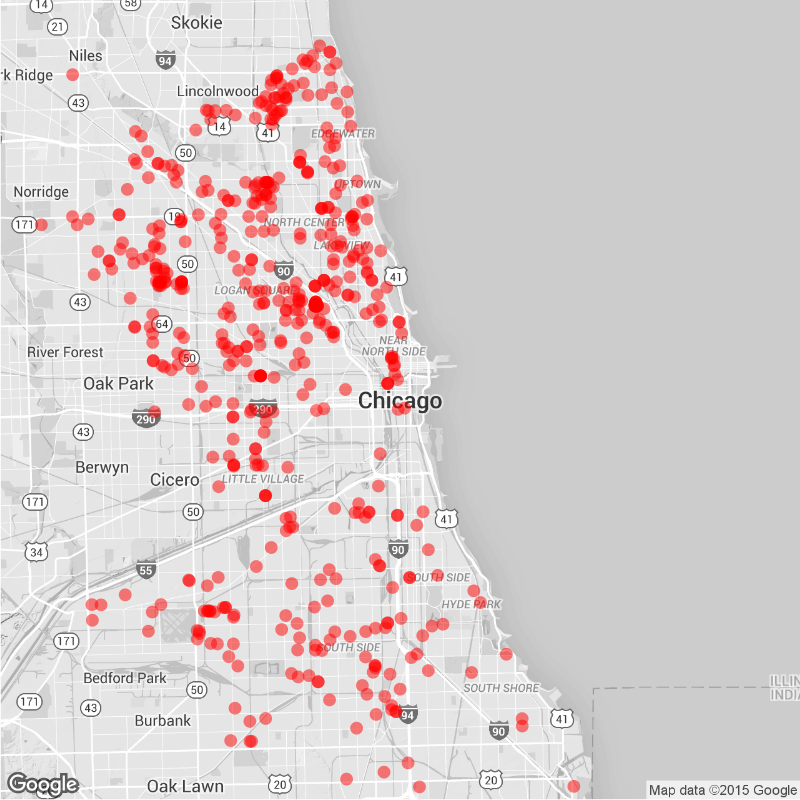 14
58
Skokie
21
Niles
94
rk Ridge
Lincolnwood
43
14
41
EDGEWATER
50
UPTOWN
Norridge
171
19
NORTH CENTER
LAKEVIEW
50
90
41
LOGAN SQUARE
43
64
NEAR
NORTH SIDE
River Forest
50
Oak Park
Chicago
290
290
43
Berwyn
Cicero
LITTLE VILLAGE
171
50
41
34
90
55
SOUTH SIDE
HYDE PARK
171
SOUTH SIDE
Bedford Park
ILLIN
INDIA
50
SOUTH SHORE
171
43
94
41
Burbank
90
Oak Lawn
20
20
Google
Map data ©2015 Google